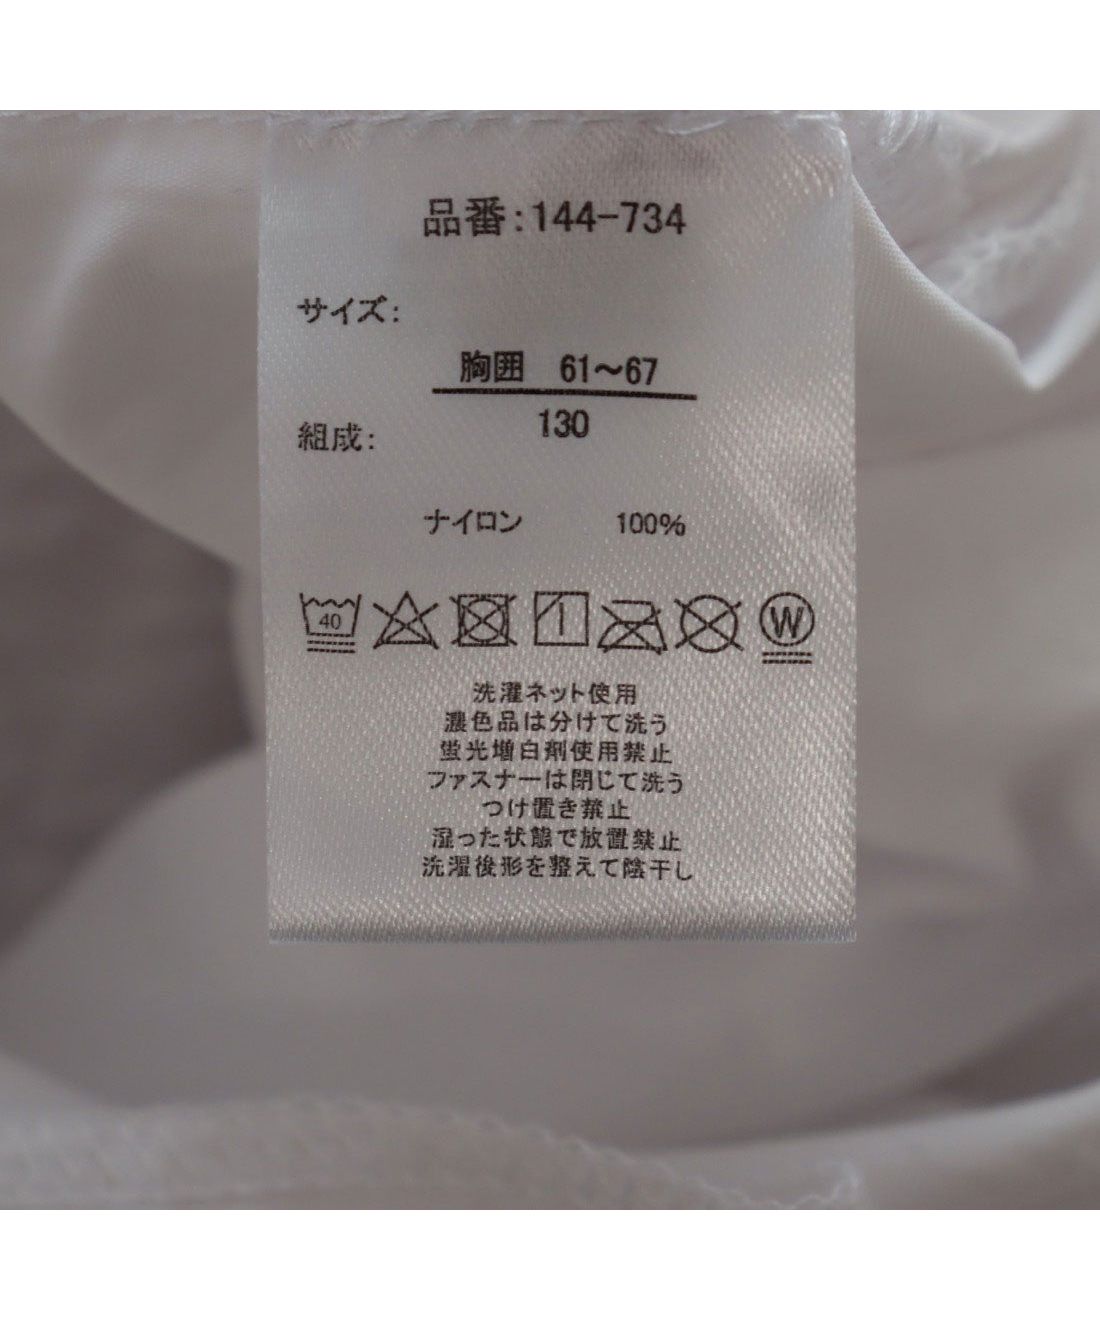 品番:144-734
サイズ:
胸囲 61～67
130
組成:
ナイロン 100%
40 W
洗濯ネット使用
濃色品は分けて洗う
蛍光増白剤使用禁止
ファスナーは閉じて洗う
つけ置き禁止
湿った状態で放置禁止
洗濯後形を整えて陰干し